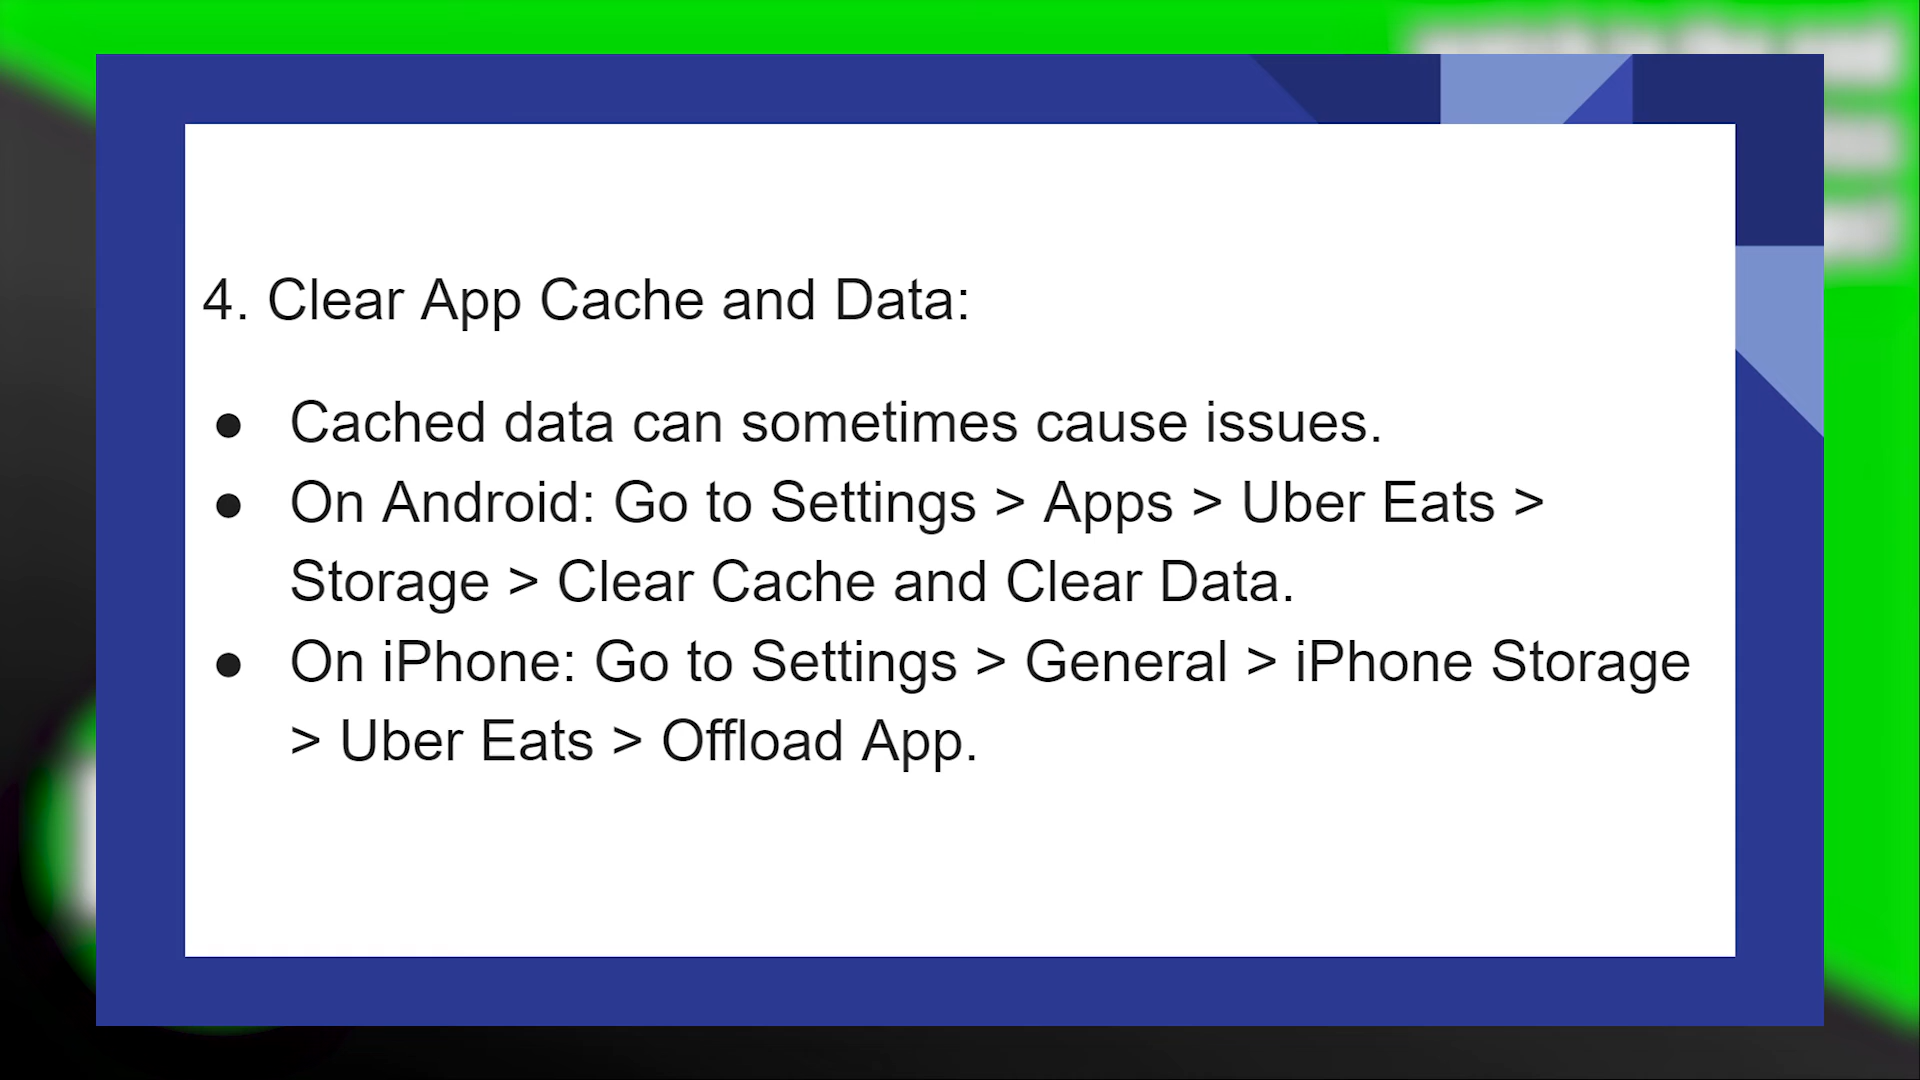 4. Clear App Cache and Data:
● Cached data can sometimes cause issues.
● On Android: Go to Settings > Apps > Uber Eats >
Storage > Clear Cache and Clear Data.
● On iPhone: Go to Settings > General > iPhone Storage
> Uber Eats > Offload App.